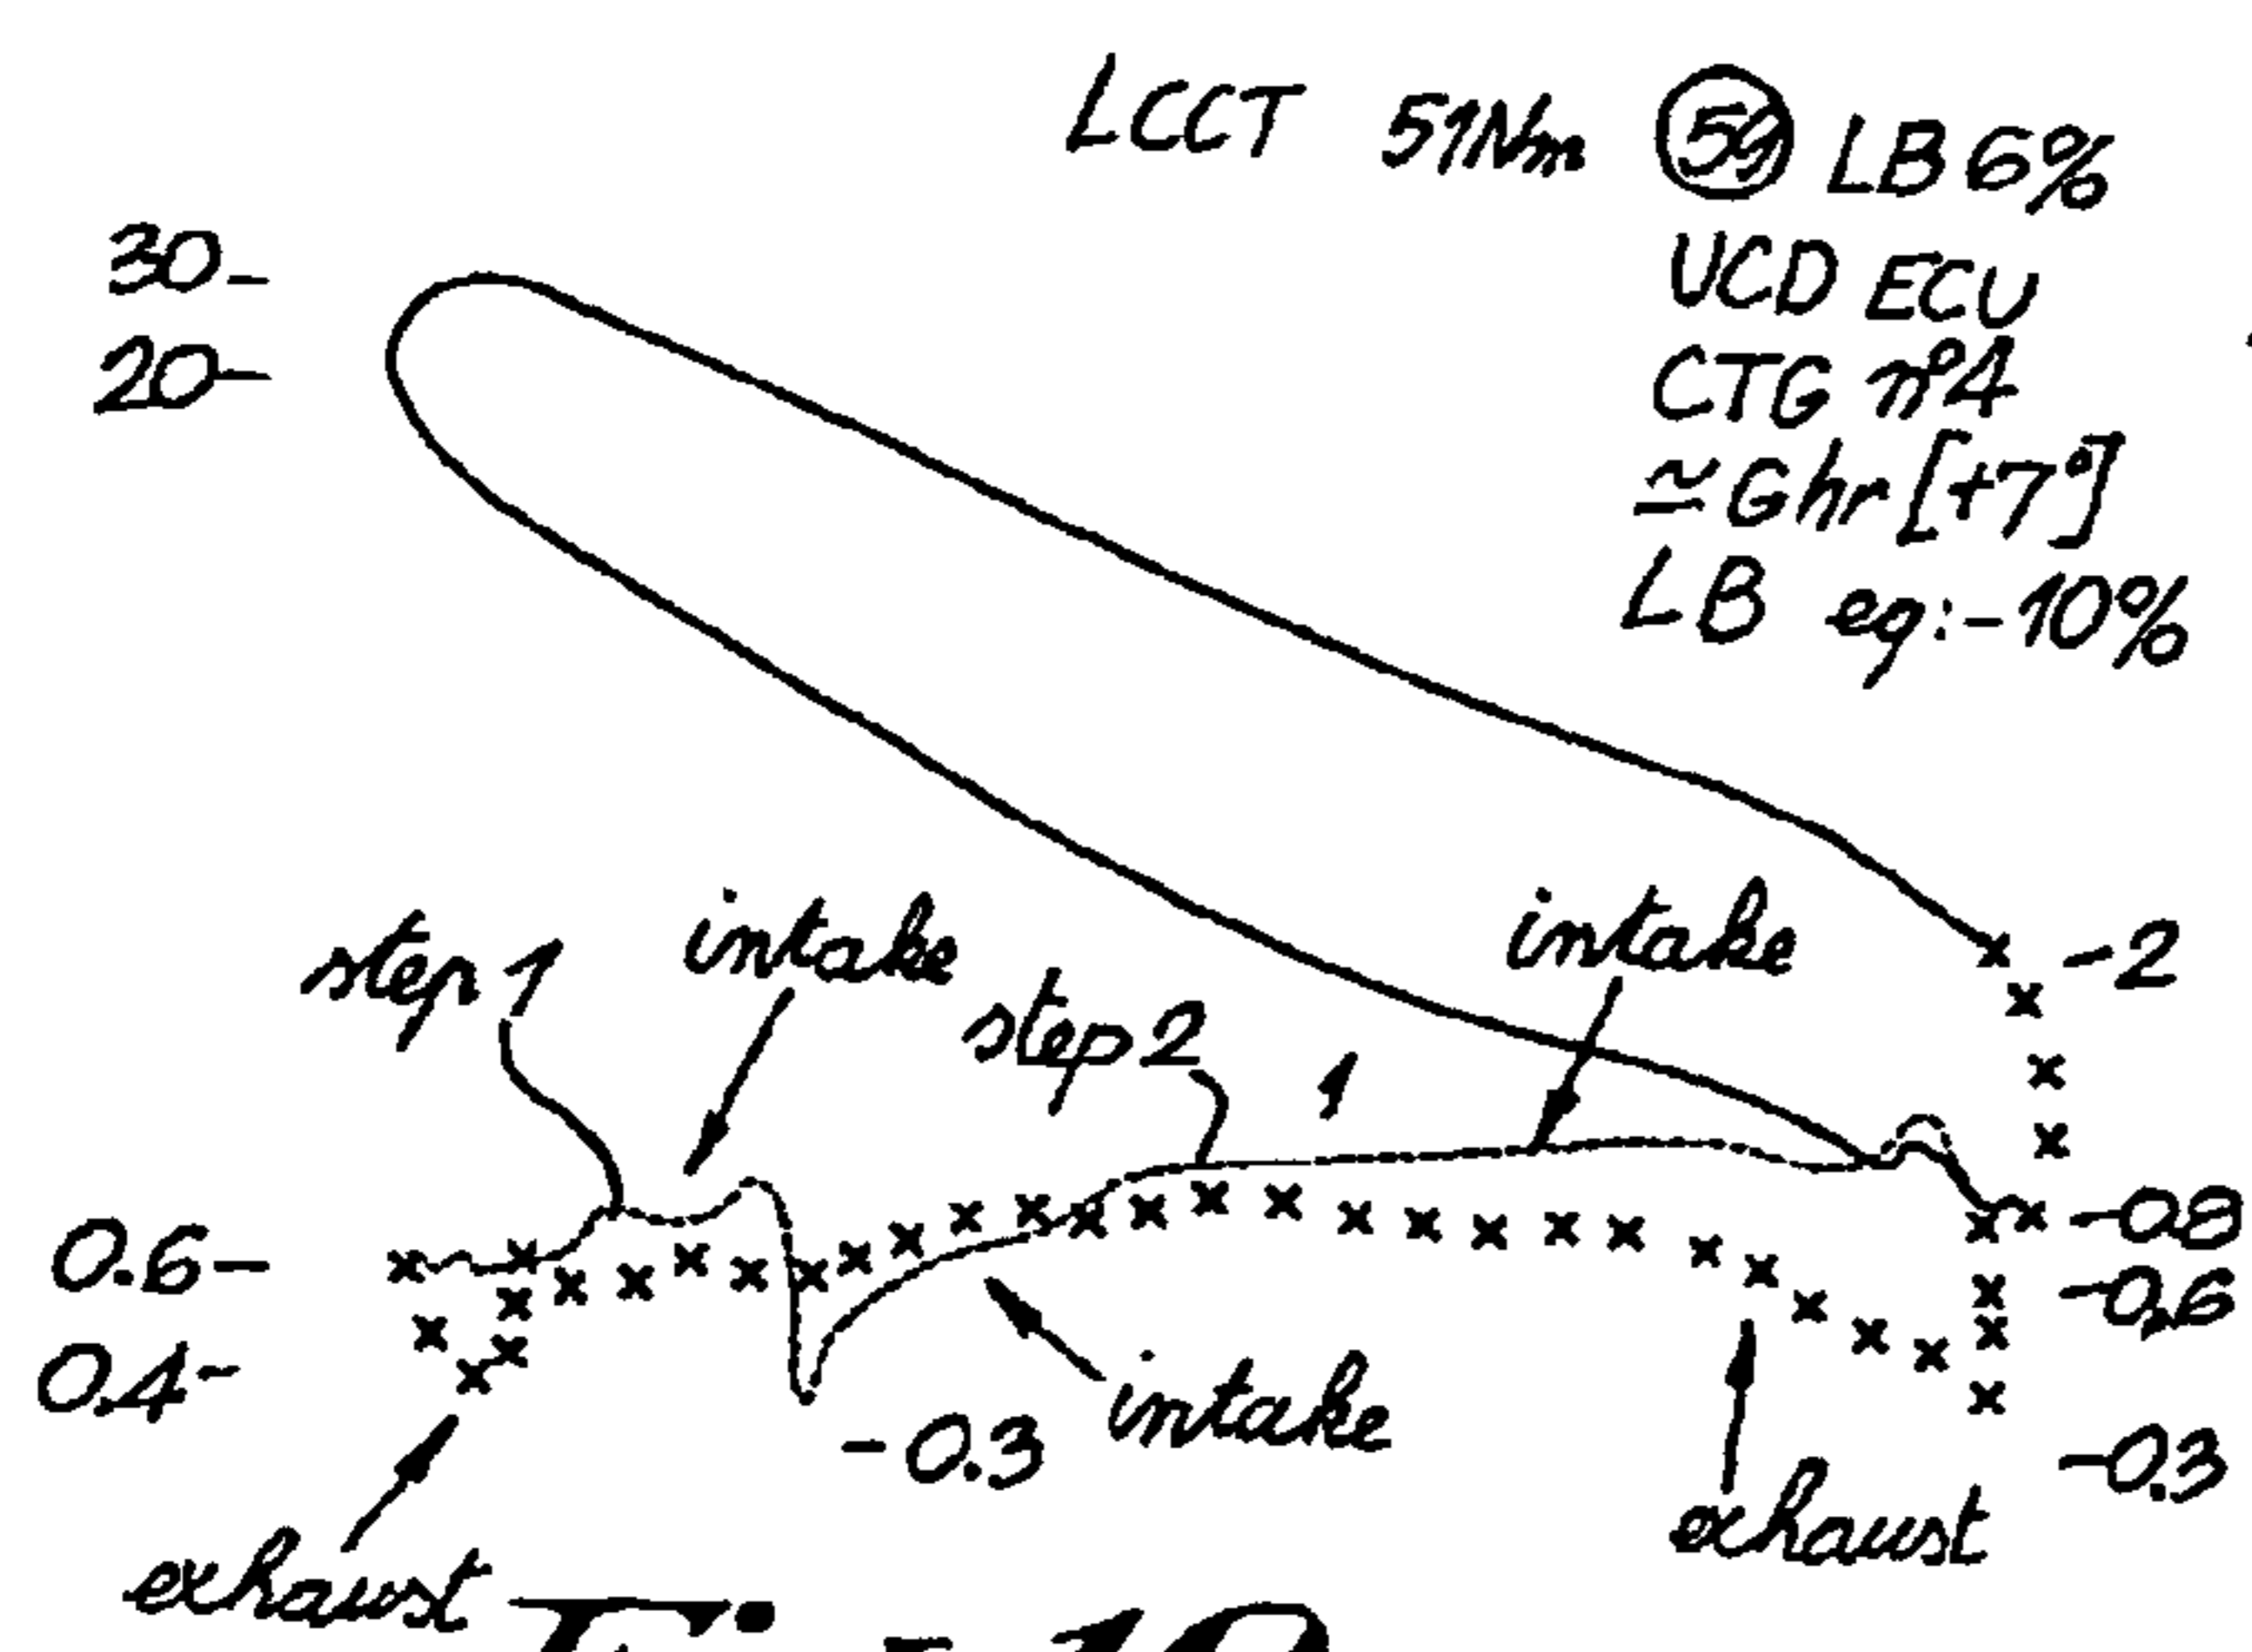 LCCT 51Nm 59 LB 6%
UCD ECU
CTG nº4
≃Ghr [+7°]
LB eq:-10%
30-
20-
step 1
intake
step 2
intake
1
-2
0.6-
0.4-
-0.8
-0.6
-0.3
intake
-0.3
exhaust
exhaust